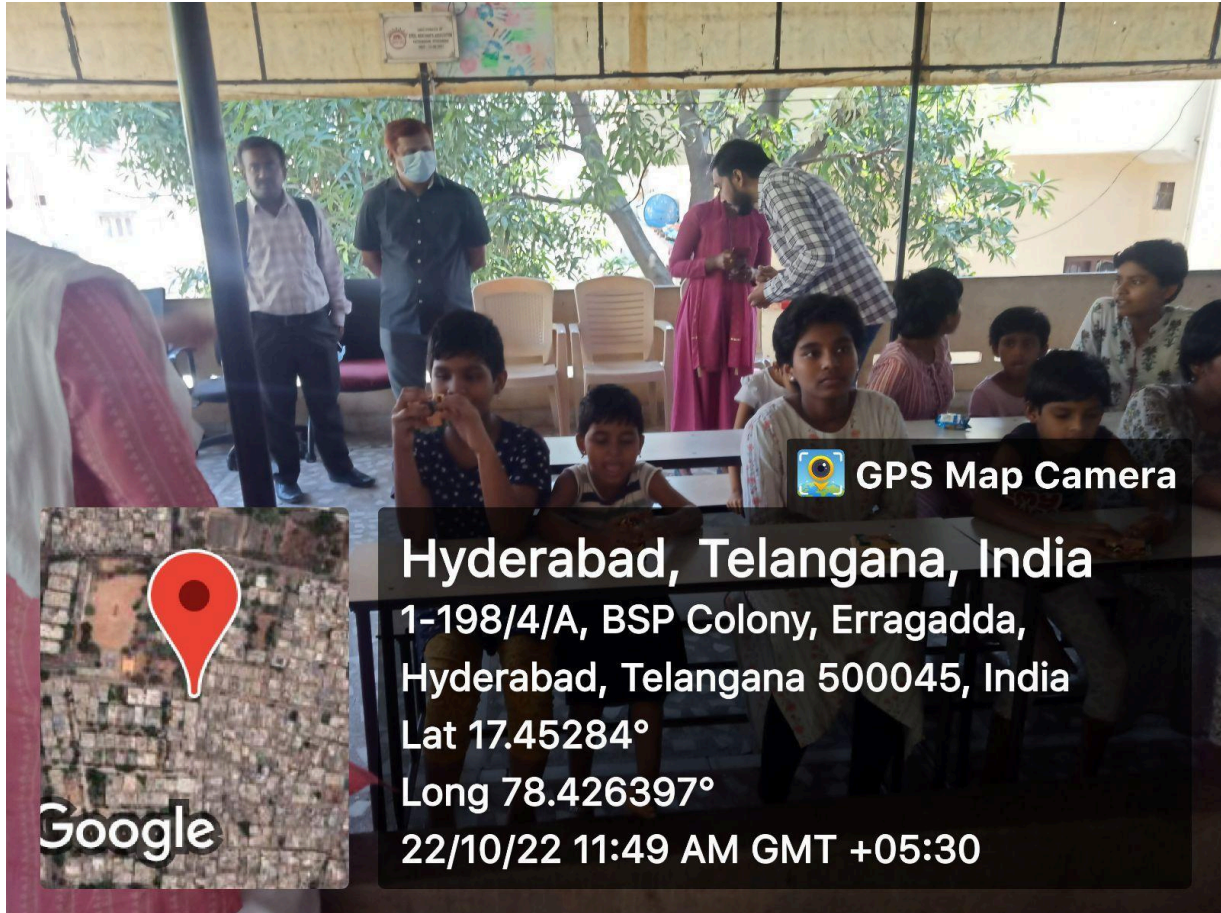 GPS Map Camera
Hyderabad, Telangana, India
1-198/4/A, BSP Colony, Erragadda,
Hyderabad, Telangana 500045, India
Lat 17.45284°
Long 78.426397°
22/10/22 11:49 AM GMT +05:30
Google